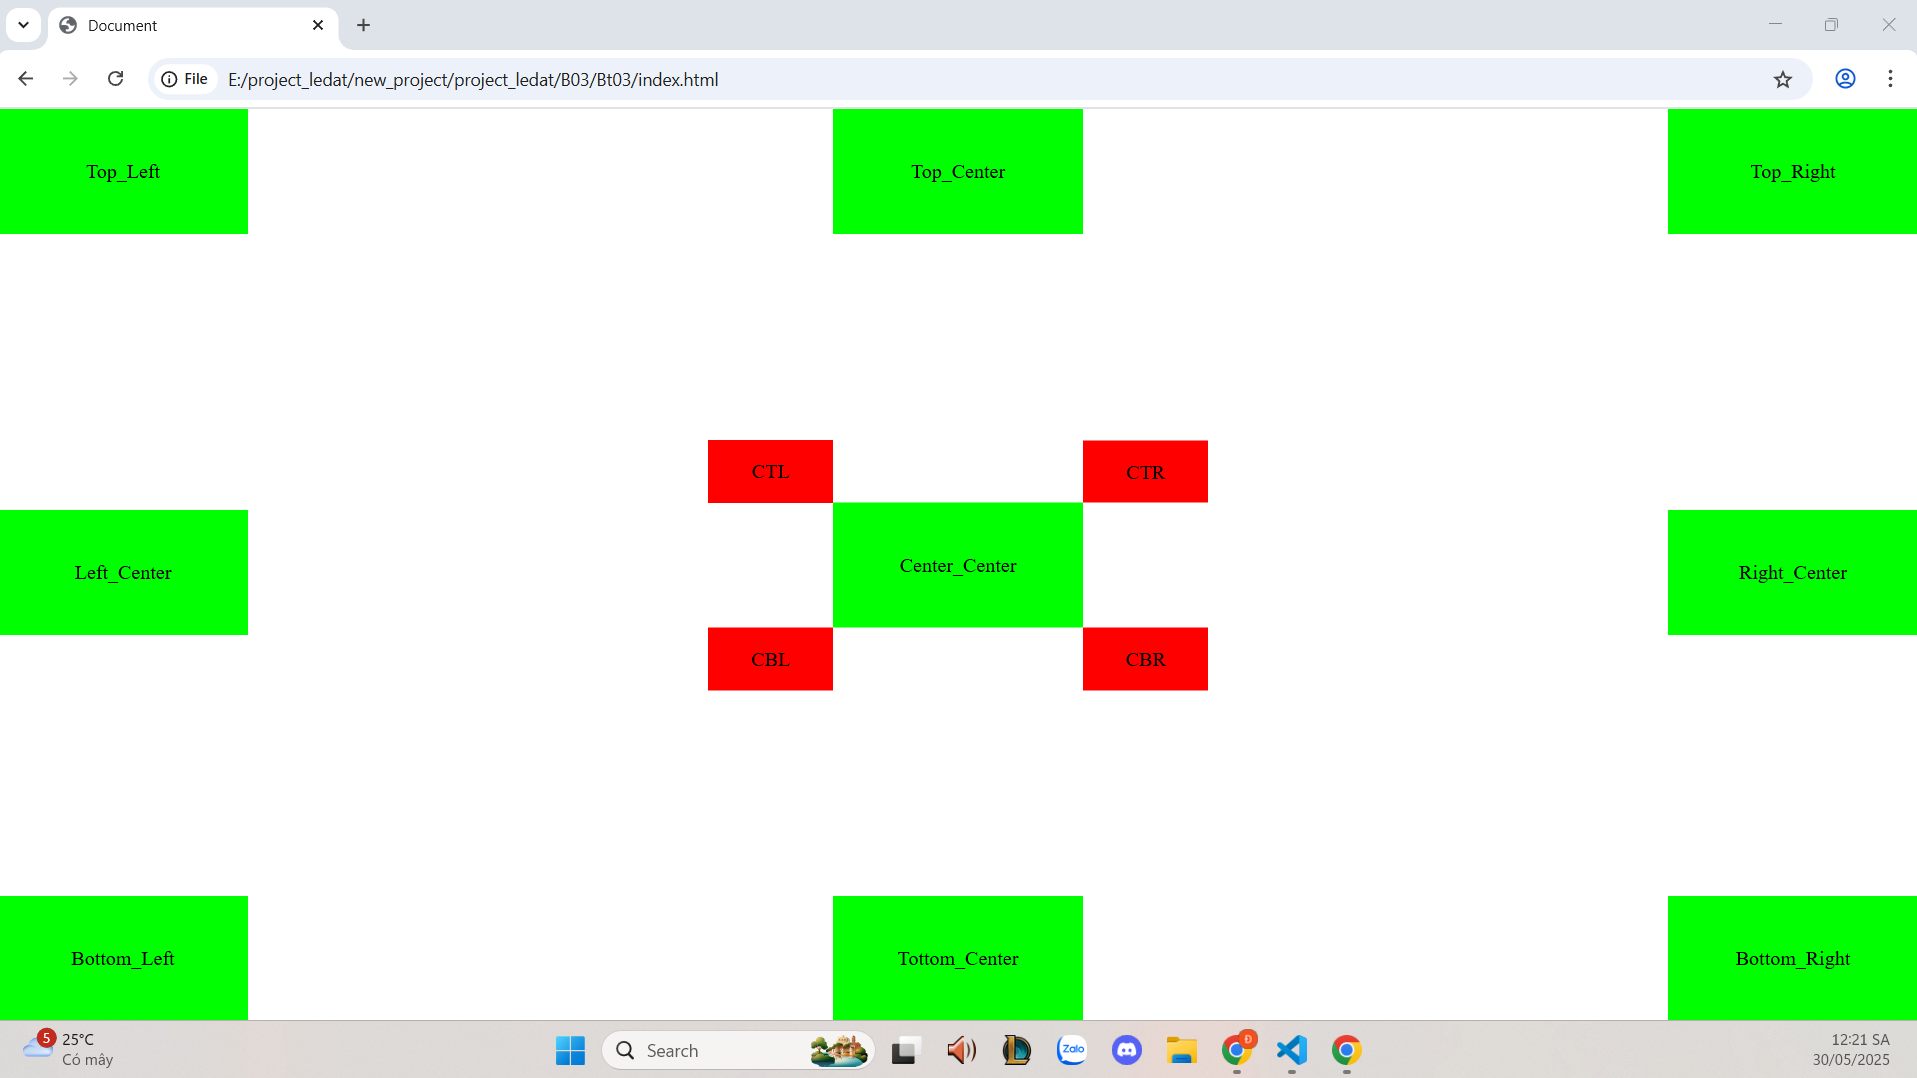 Document
File
E:/project_ledat/new_project/project_ledat/B03/Bt03/index.html
Top_Left
Top_Center
Top_Right
CTL
CTR
Left_Center
Center_Center
Right_Center
CBL
CBR
Bottom_Left
Tottom_Center
Bottom_Right
5
25°C
Có mây
Search
Zalo
Đ
12:21 SA
30/05/2025